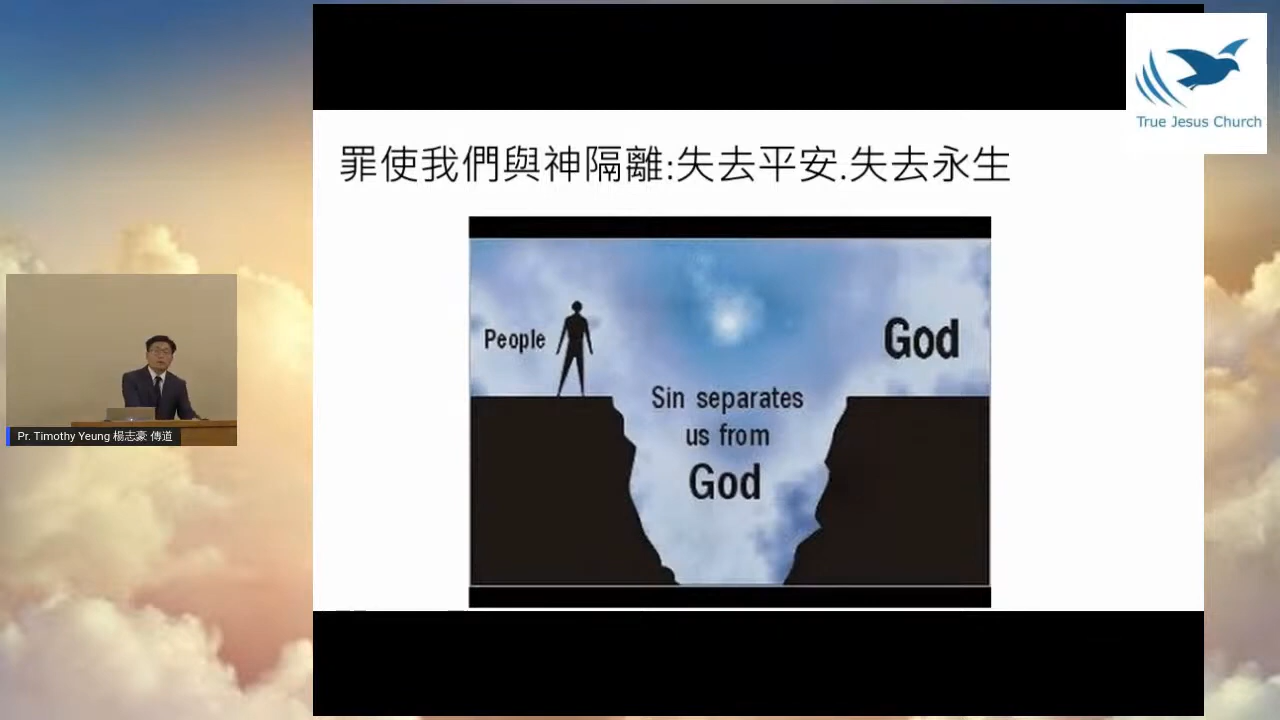 True Jesus Church
罪使我們與神隔離:失去平安.失去永生
People
God
Sin separates
us from
God
Pr. Timothy Yeung 楊志豪 傳道